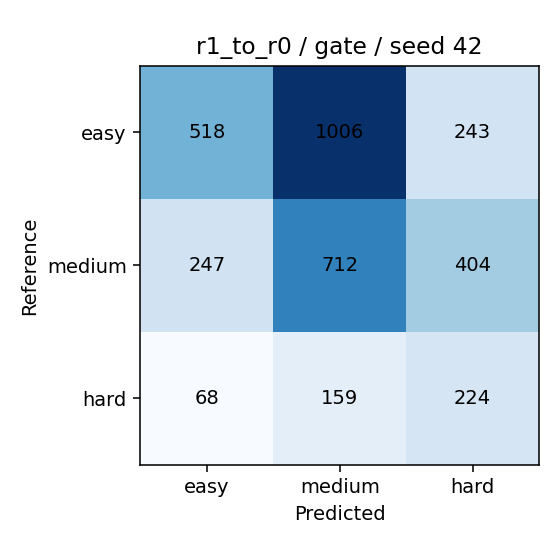 r1_to_r0 / gate / seed 42
easy 518 1006 243
medium 247 712 404
hard 68 159 224
easy medium hard
Predicted
Reference